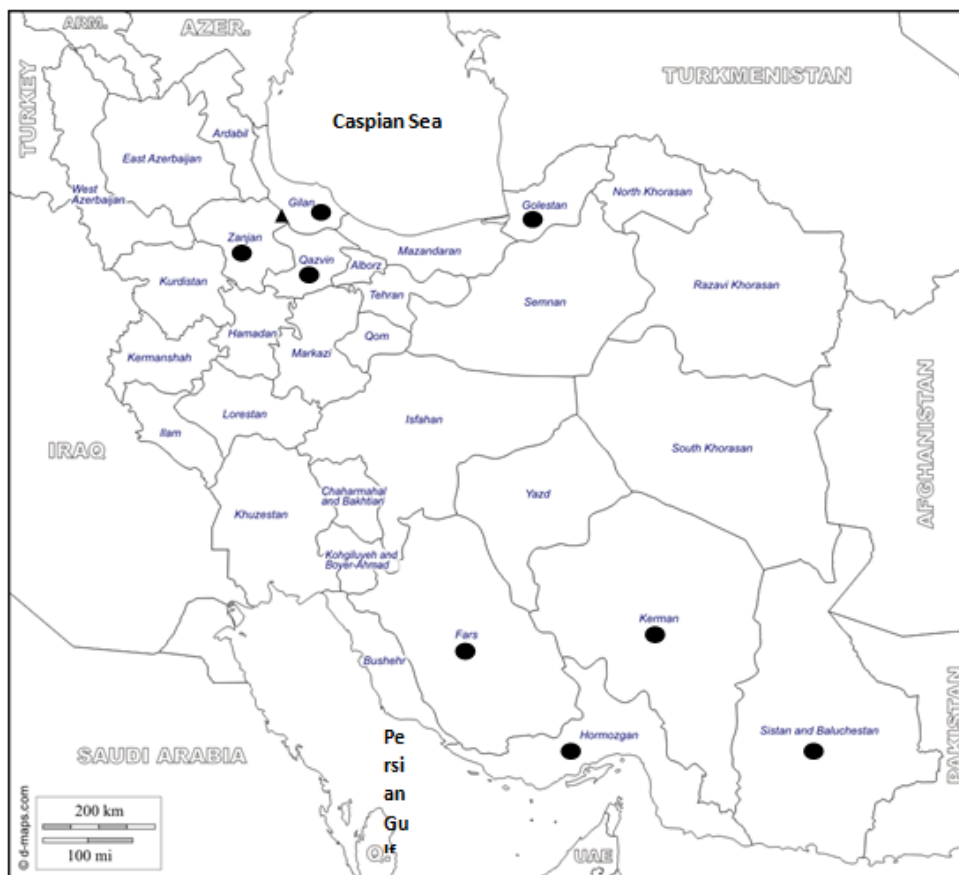 ARM.
AZER.
TURKEY
TURKMENISTAN
Caspian Sea
Ardabil
East Azerbaijan
West
Azerbaijan
North Khorasan
Gilan
Golestan
Zanjan
Mazandaran
Qazvin
Alborz
Kurdistan
Tehran
Semnan
Razavi Khorasan
Hamadan
Qom
Markazi
Kermanshah
AFGHANISTAN
Lorestan
Isfahan
Ilam
IRAQ
South Khorasan
Chaharmahal
and Bakhtiari
Yazd
Khuzestan
Kohgiluyeh and
Boyer-Ahmad
Fars
Kerman
Bushehr
PAKISTAN
Hormozgan
Sistan and Baluchestan
SAUDI ARABIA
Pe
rsi
an
Gu
lf
Q.
UAE
200 km
100 mi
© d-maps.com